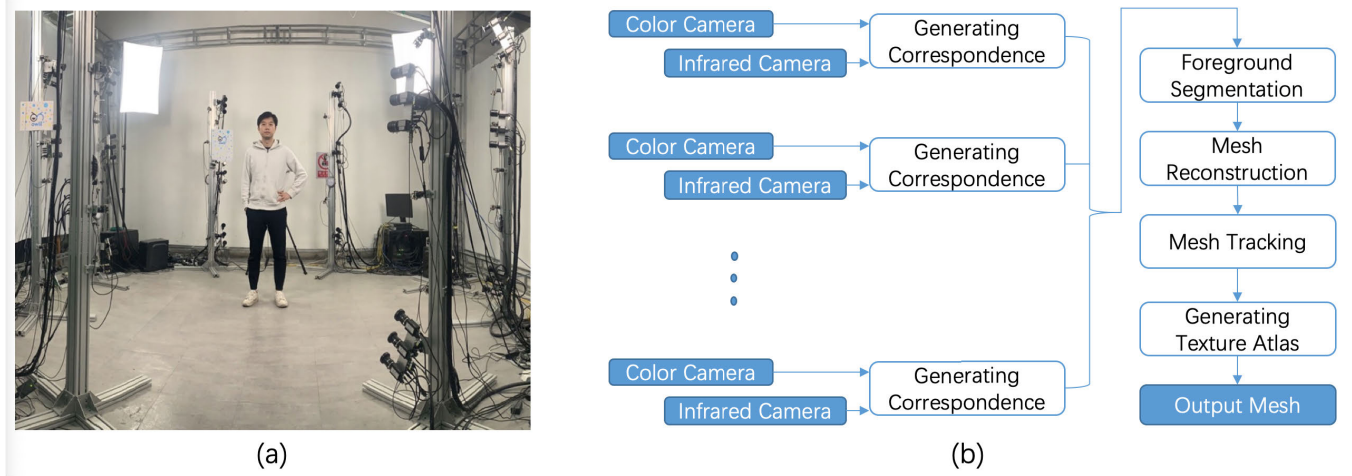 Color Camera
Infrared Camera
Generating
Correspondence
Color Camera
Infrared Camera
Generating
Correspondence
Color Camera
Infrared Camera
Generating
Correspondence
Foreground
Segmentation
Mesh
Reconstruction
Mesh Tracking
Generating
Texture Atlas
Output Mesh
(a)
(b)